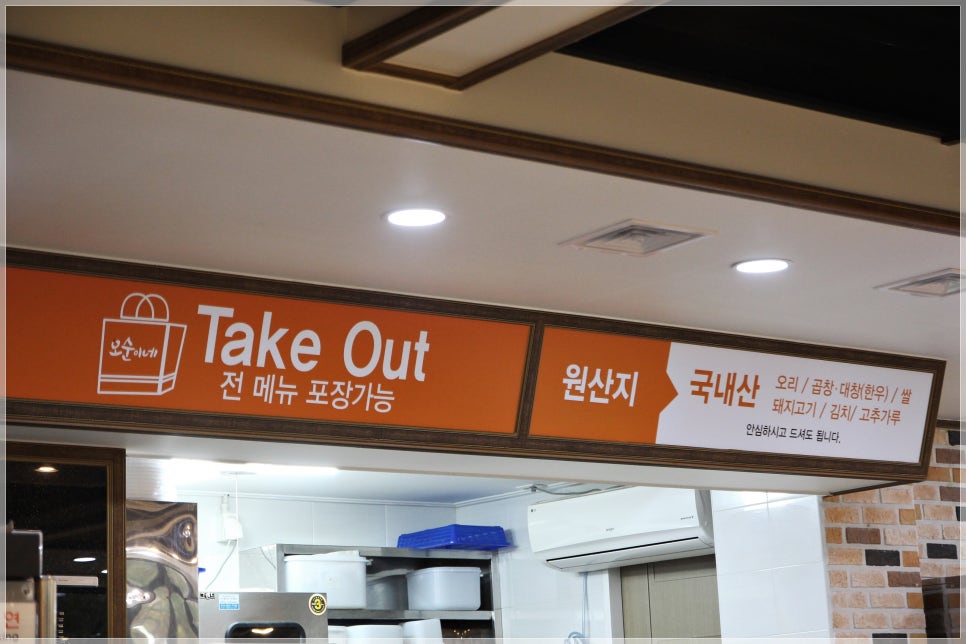 오순이네
Take Out
전 메뉴 포장가능
원산지
국내산
오리 / 곱창·대창(한우) / 쌀
돼지고기 / 김치/ 고추가루
안심하시고 드셔도 됩니다.
연